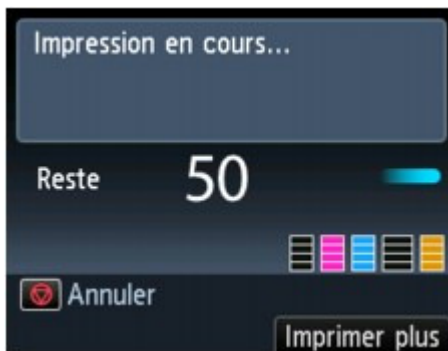 Impression en cours...
Reste 50
Annuler
Imprimer plus